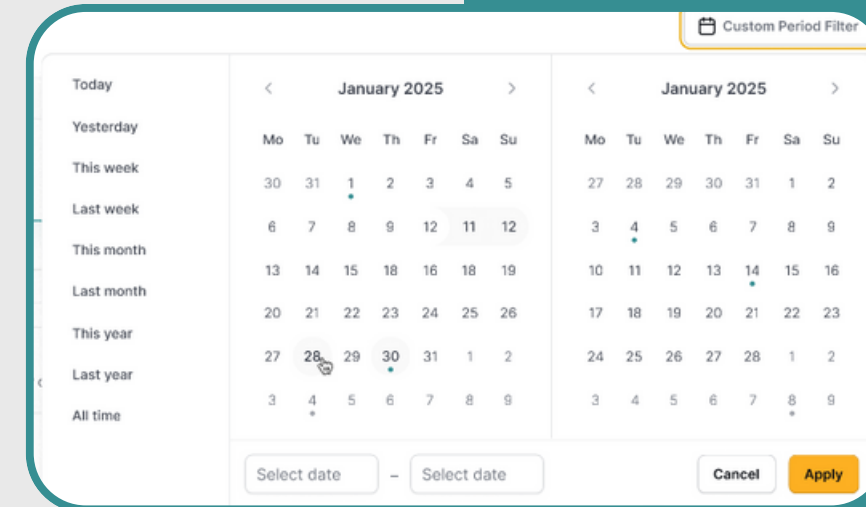 Custom Period Filter
Today
Yesterday
This week
Last week
This month
Last month
This year
Last year
All time
January 2025
Mo Tu We Th Fr Sa Su
30 31 1 2 3 4 5
6 7 8 9 12 11 12
13 14 15 18 16 18 19
20 21 22 23 24 25 26
27 28 29 30 31 1 2
3 4 5 6 7 8 9
January 2025
Mo Tu We Th Fr Sa Su
27 28 29 30 31 1 2
3 4 5 6 7 8 9
10 11 12 13 14 15 16
17 18 19 20 21 22 23
24 25 26 27 28 1 2
3 4 5 6 7 8 9
Select date – Select date
Cancel
Apply